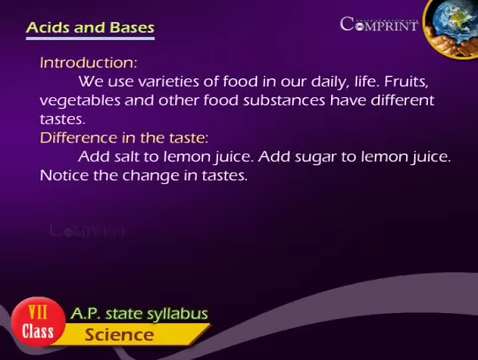 Acids and Bases
COMPRINT
Introduction:
We use varieties of food in our daily, life. Fruits,
vegetables and other food substances have different
tastes.
Difference in the taste:
Add salt to lemon juice. Add sugar to lemon juice.
Notice the change in tastes.
COMPRINT
VII
Class
A.P. state syllabus
Science